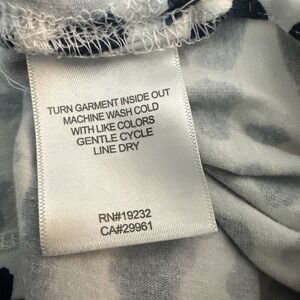 TURN GARMENT INSIDE OUT
MACHINE WASH COLD
WITH LIKE COLORS
GENTLE CYCLE
LINE DRY
RN#19232
CA#29961